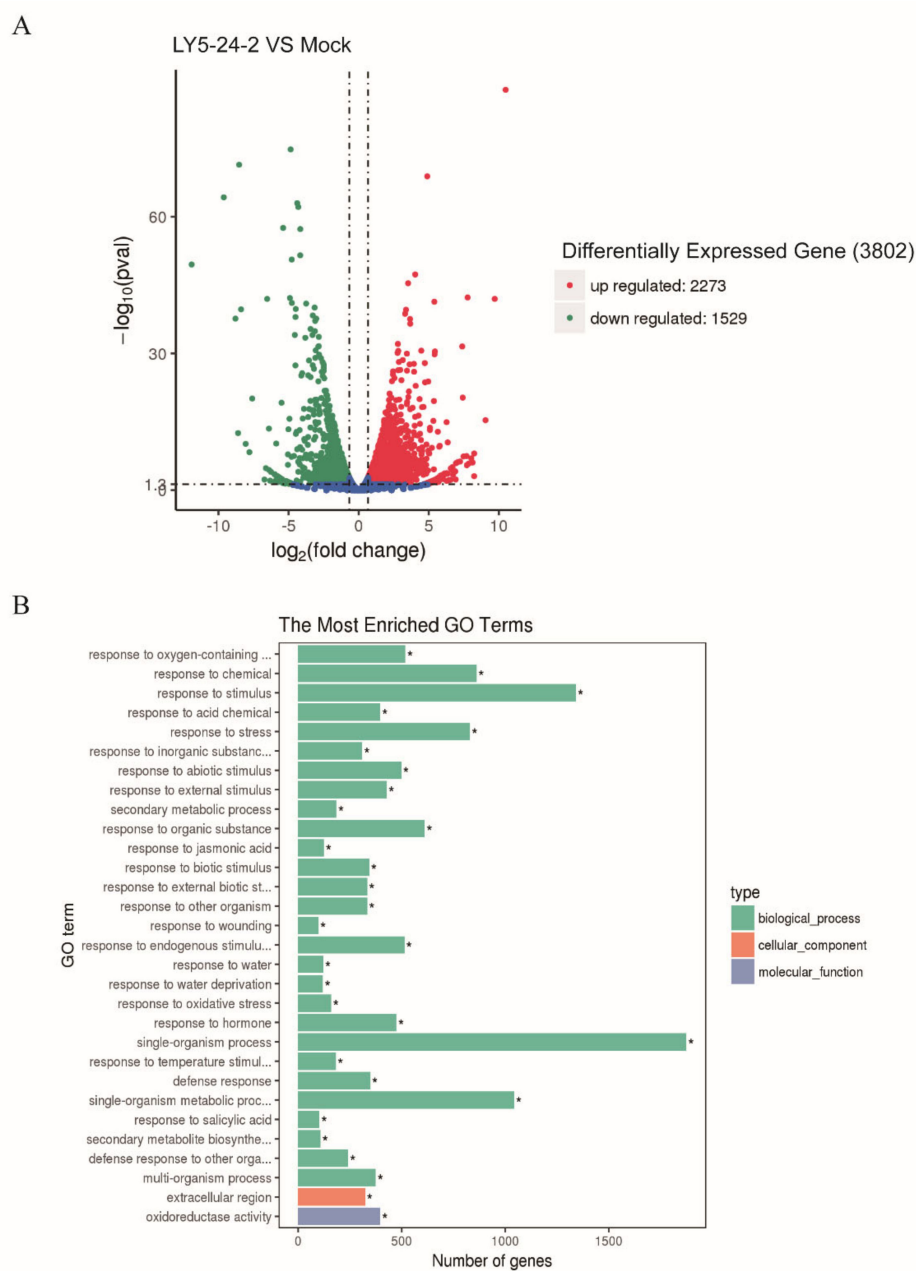 A
LY5-24-2 VS Mock
−log10(pval)
60
30
1.3
0
-10 -5 0 5 10
log2(fold change)
Differentially Expressed Gene (3802)
up regulated: 2273
down regulated: 1529
B
The Most Enriched GO Terms
GO term
response to oxygen-containing ... *
response to chemical *
response to stimulus *
response to acid chemical *
response to stress *
response to inorganic substanc... *
response to abiotic stimulus *
response to external stimulus *
secondary metabolic process *
response to organic substance *
response to jasmonic acid *
response to biotic stimulus *
response to external biotic st... *
response to other organism *
response to wounding *
response to endogenous stimulu... *
response to water *
response to water deprivation *
response to oxidative stress *
response to hormone *
single-organism process *
response to temperature stimul... *
defense response *
single-organism metabolic proc... *
response to salicylic acid *
secondary metabolite biosynthe... *
defense response to other orga... *
multi-organism process *
extracellular region *
oxidoreductase activity *
0 500 1000 1500
Number of genes
type
biological_process
cellular_component
molecular_function